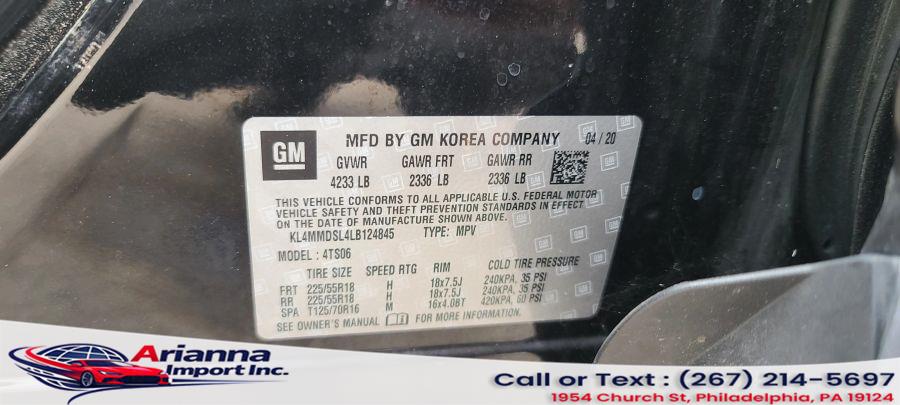 GM
MFD BY GM KOREA COMPANY 04/20
GVWR GAWR FRT GAWR RR
4233 LB 2336 LB 2336 LB
THIS VEHICLE CONFORMS TO ALL APPLICABLE U.S. FEDERAL MOTOR
VEHICLE SAFETY AND THEFT PREVENTION STANDARDS IN EFFECT
ON THE DATE OF MANUFACTURE SHOWN ABOVE.
KL4MMDSL4LB124845 TYPE: MPV
MODEL: 4TS06
TIRE SIZE SPEED RTG RIM COLD TIRE PRESSURE
FRT 225/55R18 H 18x7.5J 240KPA, 35 PSI
RR 225/55R18 H 18x7.5J 240KPA, 35 PSI
SPA T125/70R16 M 16x4.0BT 420KPA, 60 PSI
SEE OWNER'S MANUAL FOR MORE INFORMATION.
Arianna
Import Inc.
Call or Text : (267) 214-5697
1954 Church St, Philadelphia, PA 19124